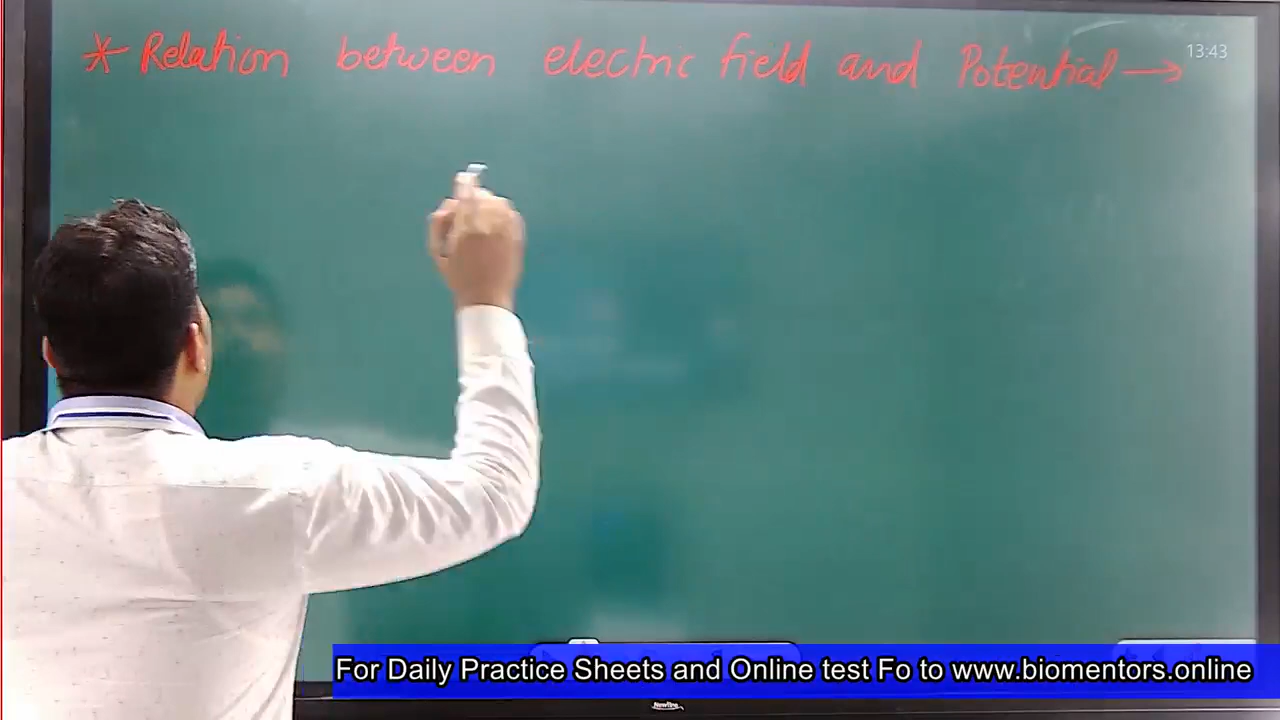 * Relation between electric field and Potential →
13:43
For Daily Practice Sheets and Online test Fo to www.biomentors.online